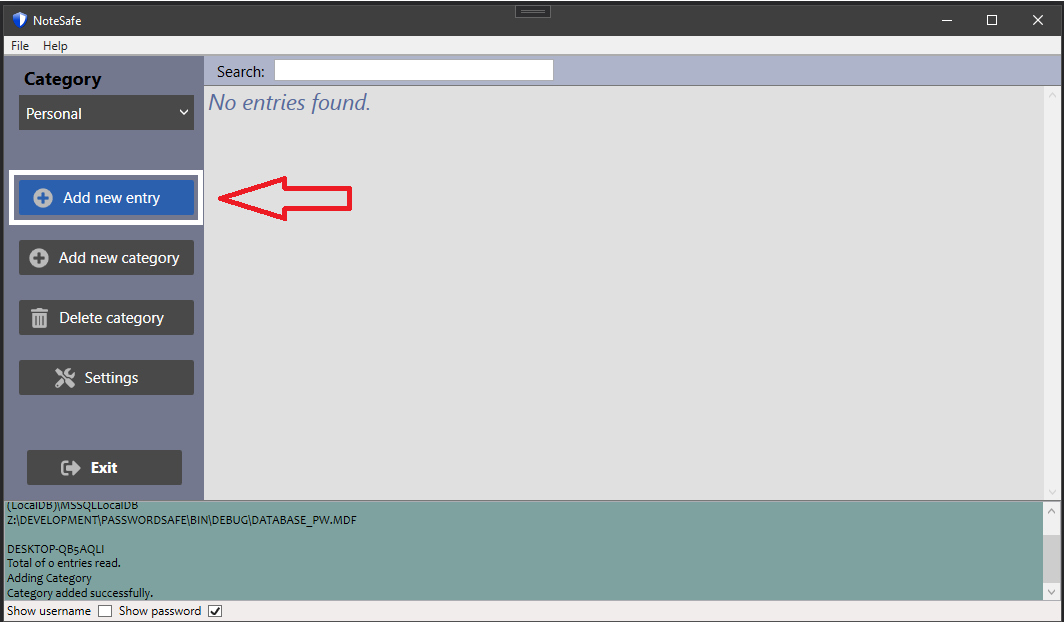 NoteSafe
File Help
Category
Search:
Personal
No entries found.
Add new entry
Add new category
Delete category
Settings
Exit
(LocalDB)\MSSQLLocalDB
Z:\DEVELOPMENT\PASSWORDSAFE\BIN\DEBUG\DATABASE_PW.MDF
DESKTOP-QB5AQLI
Total of 0 entries read.
Adding Category
Category added successfully.
Show username Show password